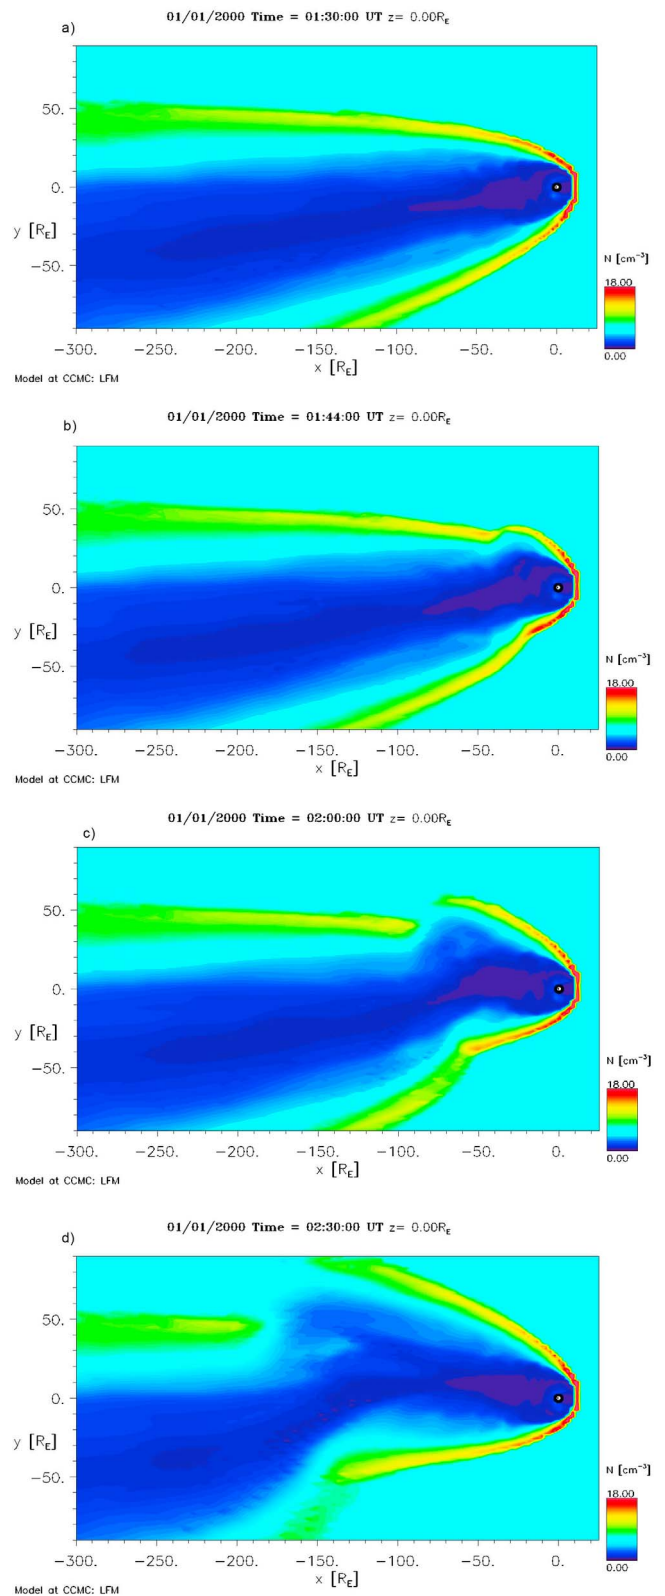 01/01/2000 Time = 01:30:00 UT z= 0.00R_E
a)
50.
0.
y [R_E]
-50.
N [cm⁻³]
18.00
0.00
-300. -250. -200. -150. -100. -50. 0.
x [R_E]
Model at CCMC: LFM
01/01/2000 Time = 01:44:00 UT z= 0.00R_E
b)
50.
0.
y [R_E]
-50.
N [cm⁻³]
18.00
0.00
-300. -250. -200. -150. -100. -50. 0.
x [R_E]
Model at CCMC: LFM
01/01/2000 Time = 02:00:00 UT z= 0.00R_E
c)
50.
0.
y [R_E]
-50.
N [cm⁻³]
18.00
0.00
-300. -250. -200. -150. -100. -50. 0.
x [R_E]
Model at CCMC: LFM
01/01/2000 Time = 02:30:00 UT z= 0.00R_E
d)
50.
0.
y [R_E]
-50.
N [cm⁻³]
18.00
0.00
-300. -250. -200. -150. -100. -50. 0.
x [R_E]
Model at CCMC: LFM